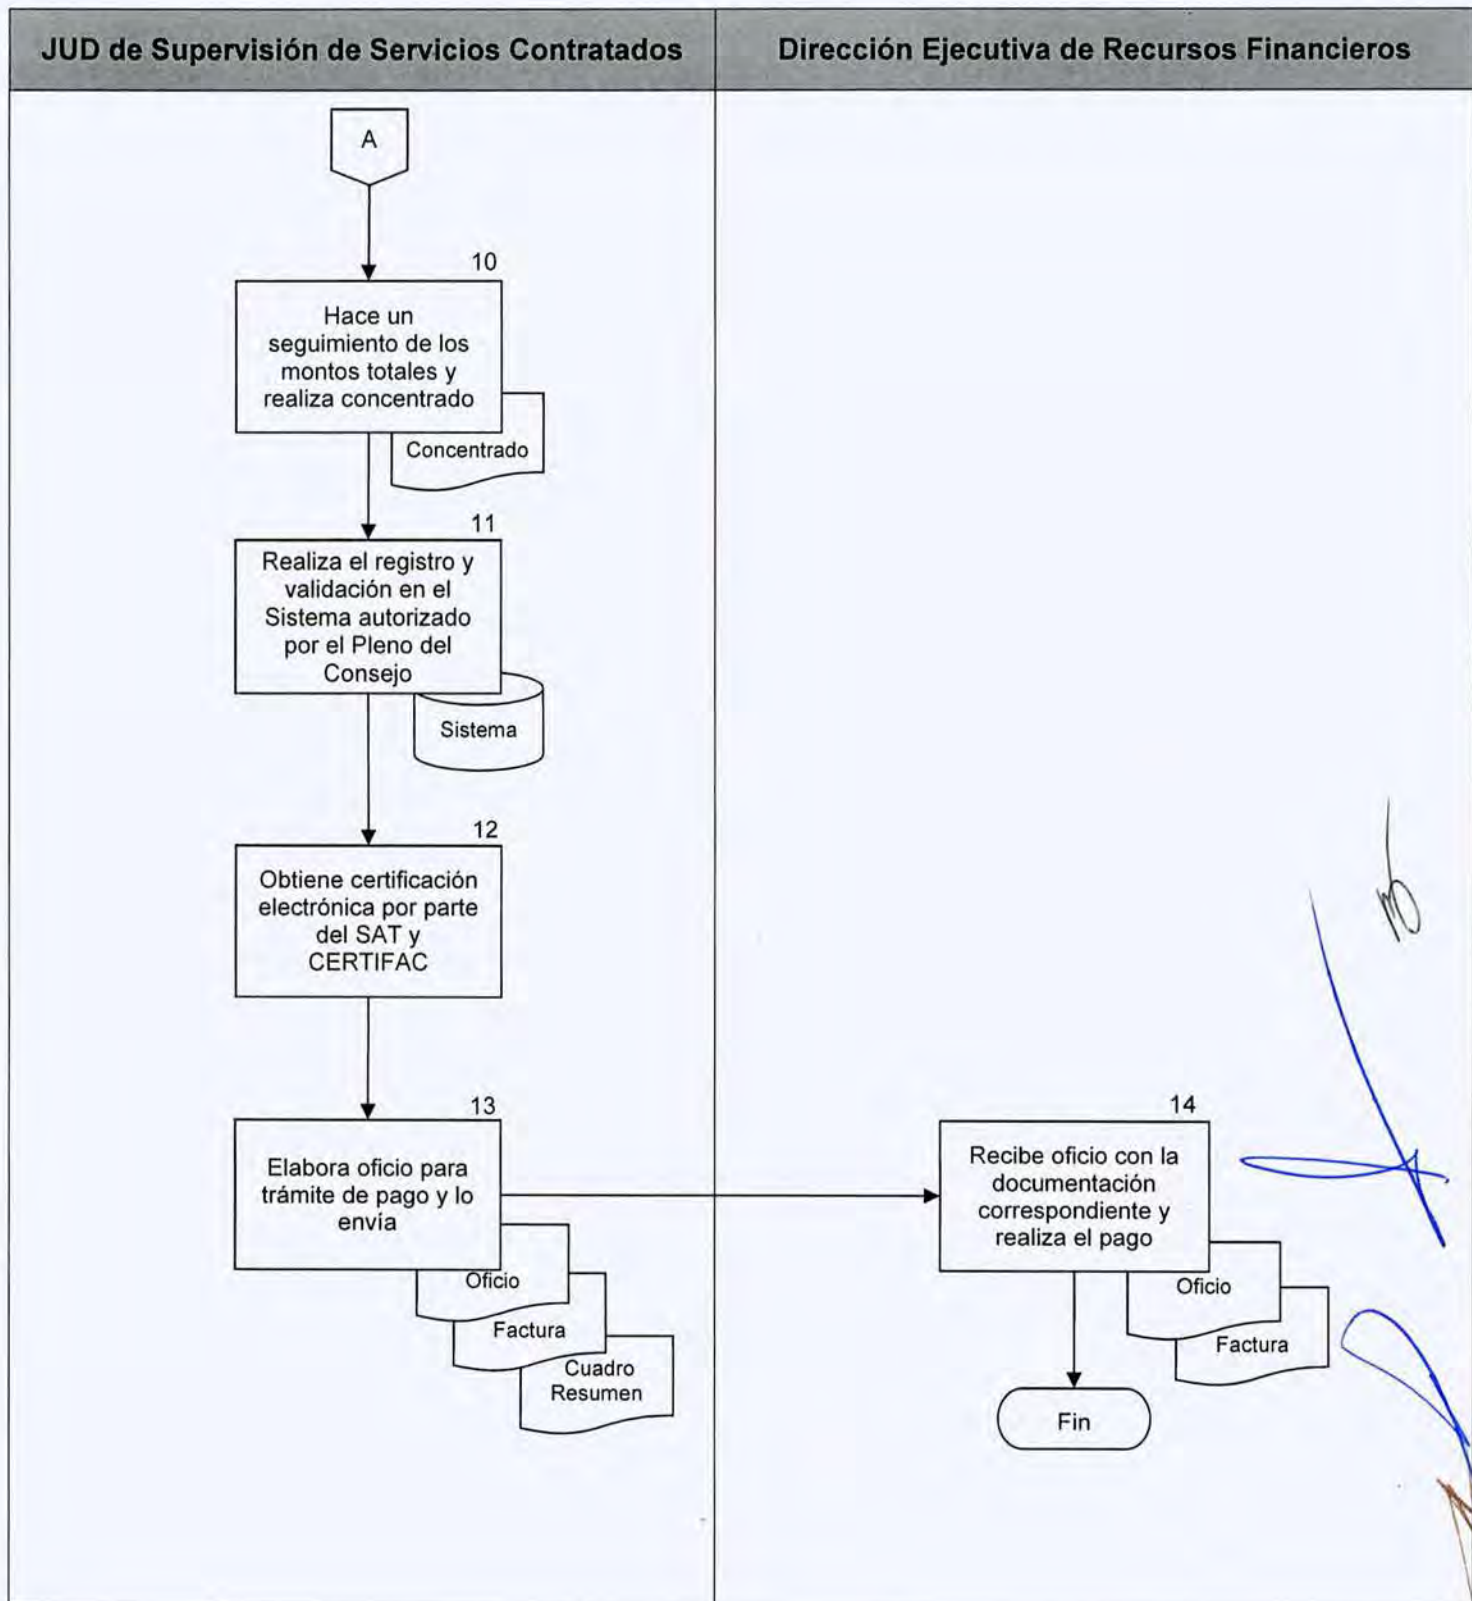 JUD de Supervisión de Servicios Contratados
Dirección Ejecutiva de Recursos Financieros
A
10
Hace un
seguimiento de los
montos totales y
realiza concentrado
Concentrado
11
Realiza el registro y
validación en el
Sistema autorizado
por el Pleno del
Consejo
Sistema
12
Obtiene certificación
electrónica por parte
del SAT y
CERTIFAC
13
Elabora oficio para
trámite de pago y lo
envía
Oficio
Factura
Cuadro
Resumen
14
Recibe oficio con la
documentación
correspondiente y
realiza el pago
Oficio
Factura
Fin